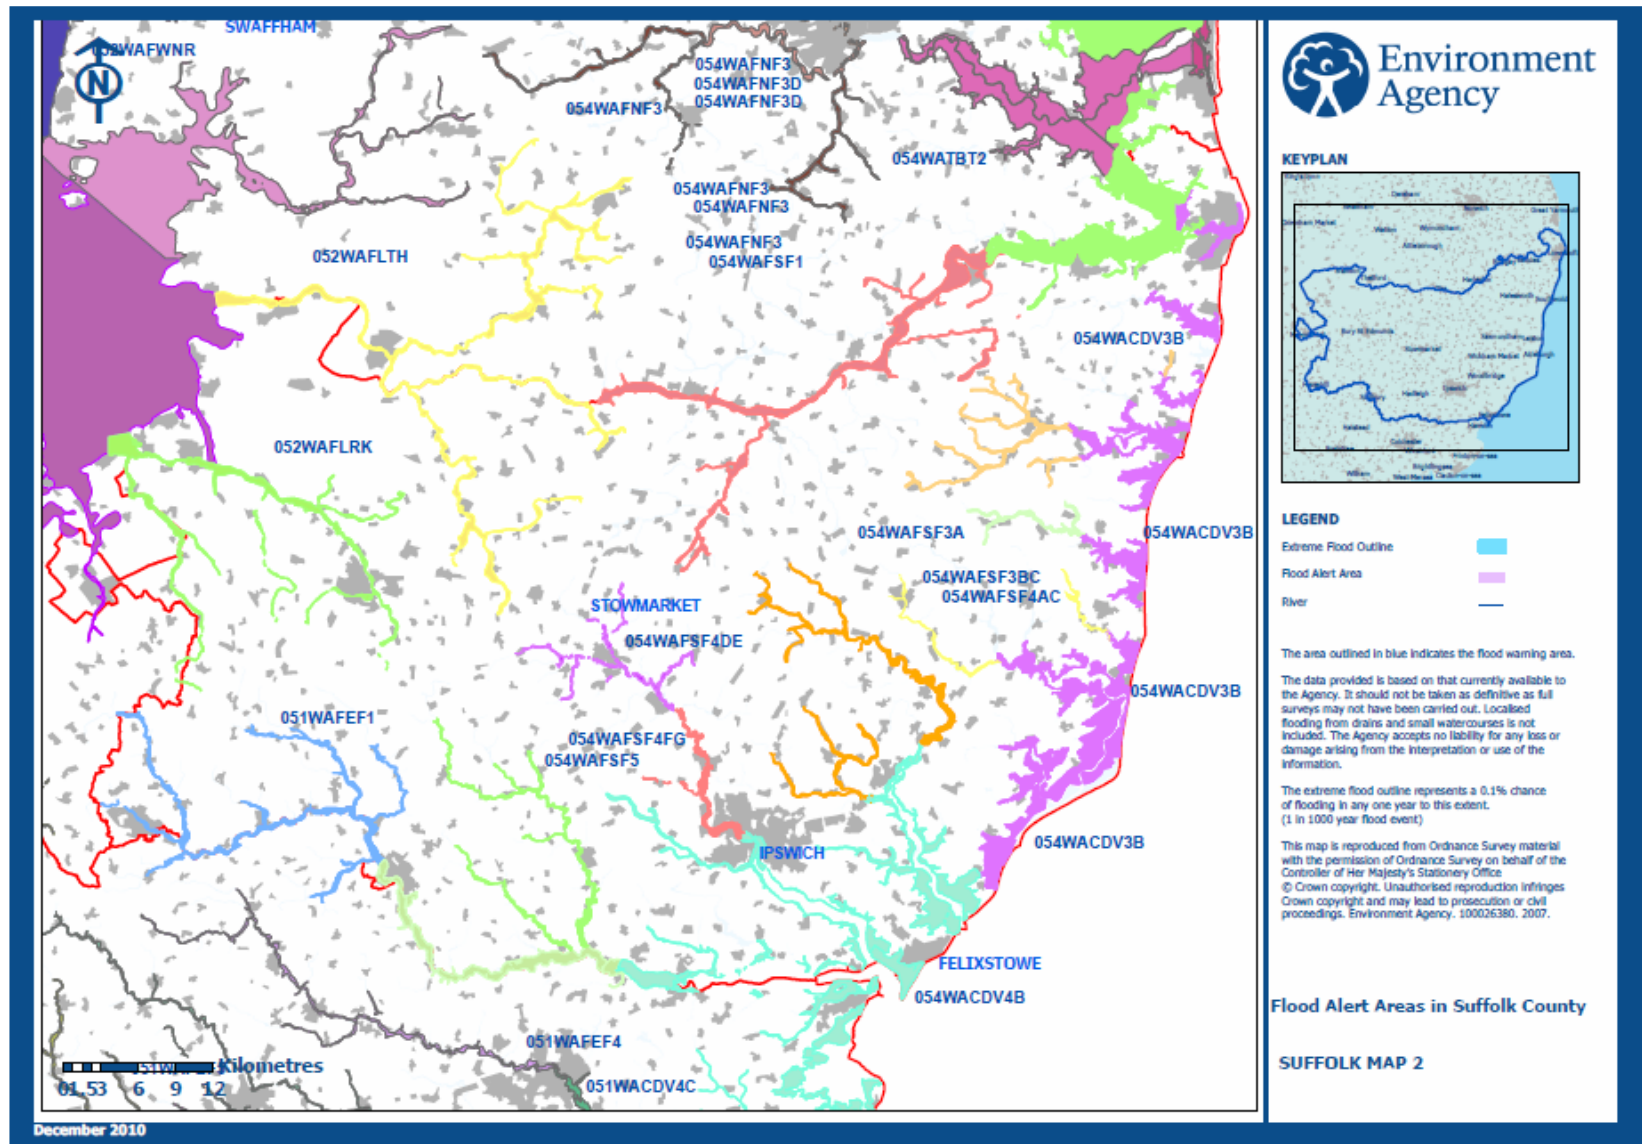 SWAFFHAM
052WAFWNR
N
054WAFNF3
054WAFNF3D
054WAFNF3D
054WAFNF3
054WATBT2
054WAFNF3
054WAFNF3
054WAFNF3
054WAFSF1
052WAFLTH
054WACDV3B
052WAFLRK
054WAFSF3A
054WACDV3B
054WAFSF3BC
054WAFSF4AC
STOWMARKET
054WAFSF4DE
054WACDV3B
051WAFEF1
054WAFSF4FG
054WAFSF5
054WACDV3B
IPSWICH
FELIXSTOWE
054WACDV4B
051WAFEF4
051WACDV4C
Kilometres
0 1.5 3 6 9 12
December 2010
Environment
Agency
KEYPLAN
LEGEND
Extreme Flood Outline
Flood Alert Area
River
The area outlined in blue indicates the flood warning area.
The data provided is based on that currently available to
the Agency. It should not be taken as definitive as full
surveys may not have been carried out. Localised
flooding from drains and small watercourses is not
included. The Agency accepts no liability for any loss or
damage arising from the interpretation or use of the
information.
The extreme flood outline represents a 0.1% chance
of flooding in any one year to this extent.
(1 in 1000 year flood event)
This map is reproduced from Ordnance Survey material
with the permission of Ordnance Survey on behalf of the
Controller of Her Majesty's Stationery Office
© Crown copyright. Unauthorised reproduction infringes
Crown copyright and may lead to prosecution or civil
proceedings. Environment Agency. 100026380. 2007.
Flood Alert Areas in Suffolk County
SUFFOLK MAP 2